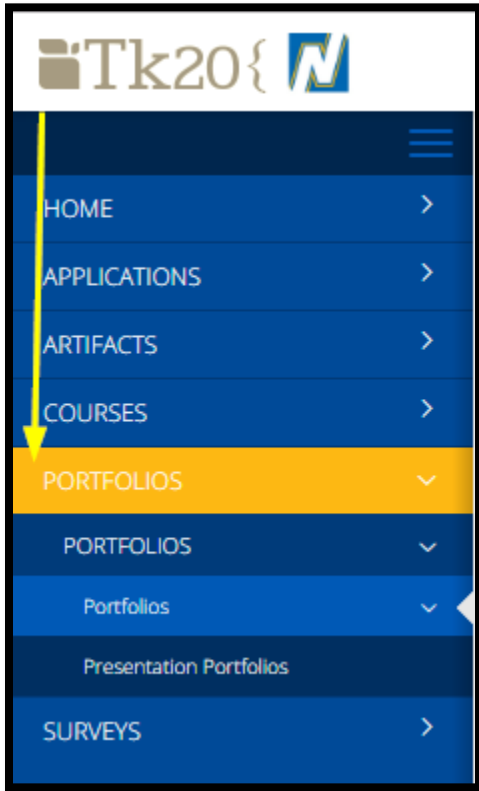 Tk20{ N
HOME
APPLICATIONS
ARTIFACTS
COURSES
PORTFOLIOS
PORTFOLIOS
Portfolios
Presentation Portfolios
SURVEYS